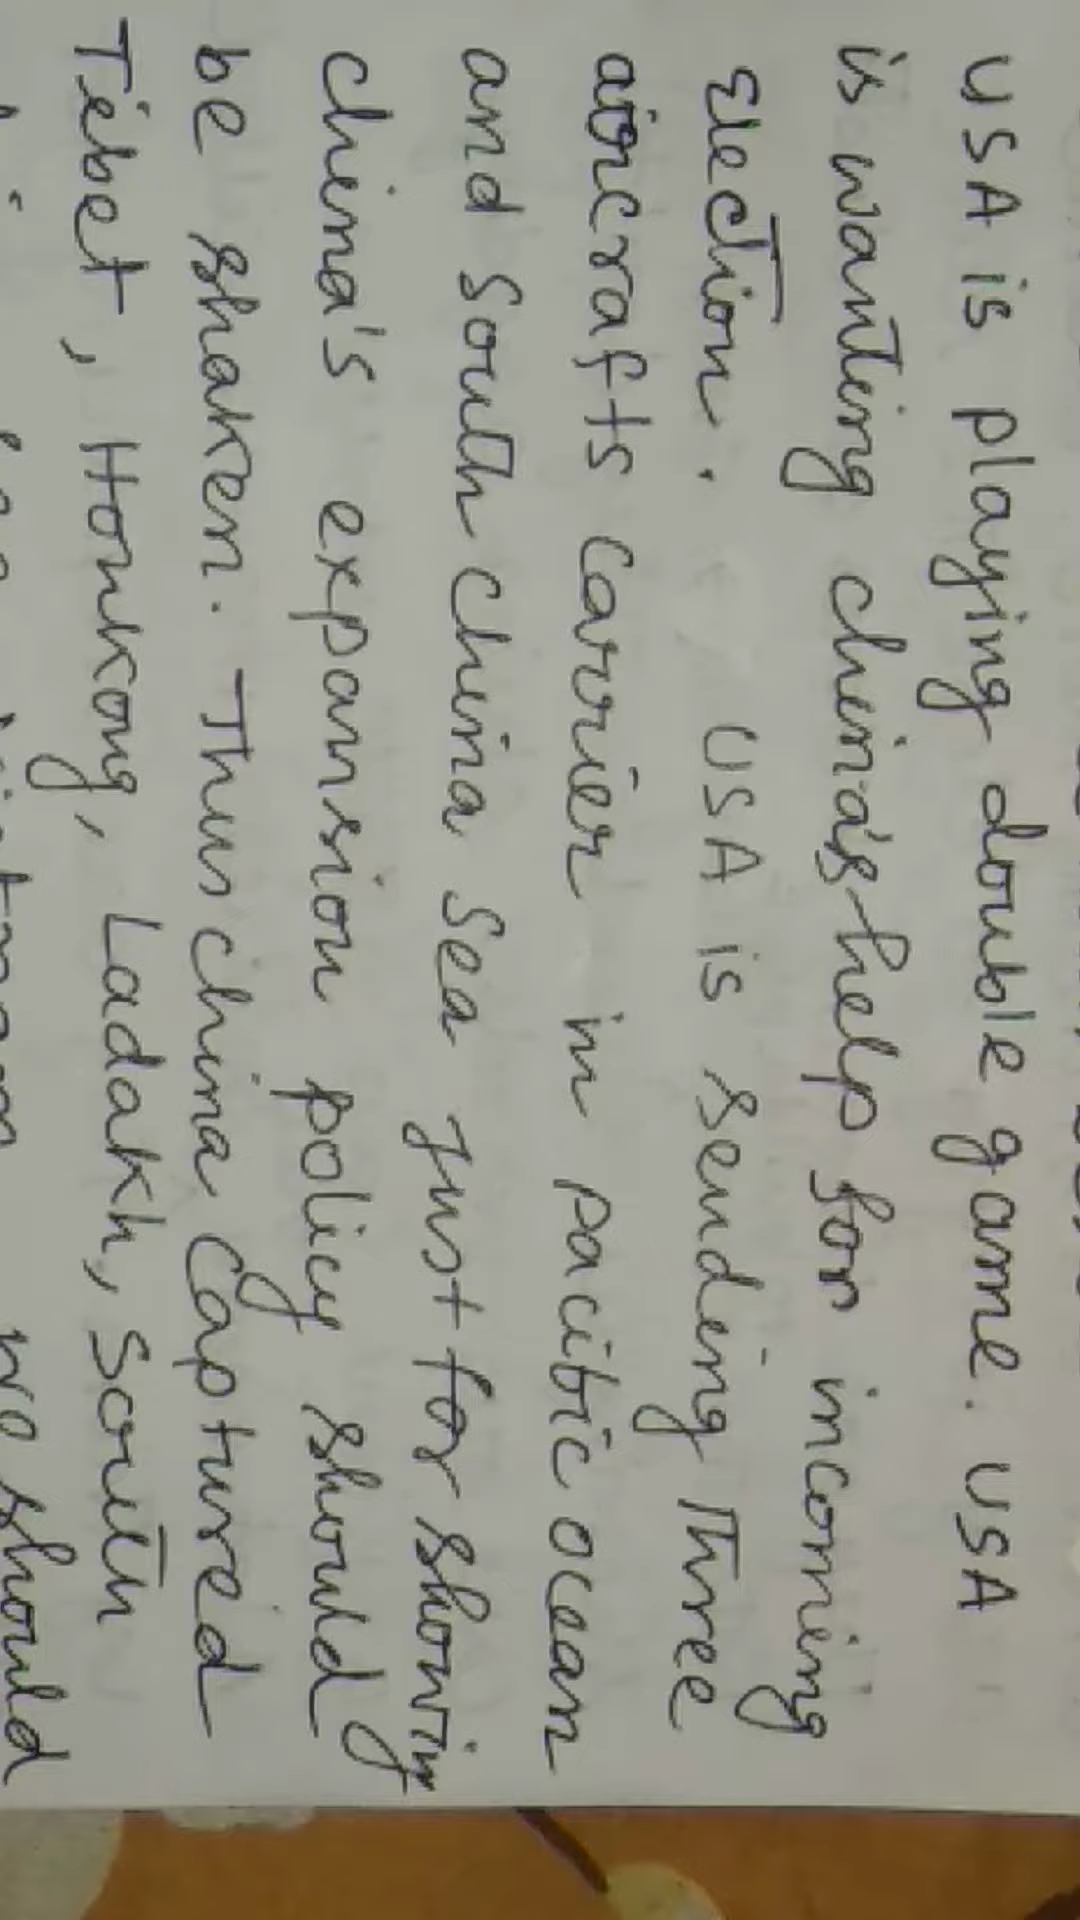 USA is playing double game. USA
is wanting china's help for incoming
Election. USA is sending three
aircrafts carrier in pacific ocean
and south china sea just for showing
china's expansion policy should
be shaken. Thus china captured
Tibet, Honkong, Ladakh, South
we should